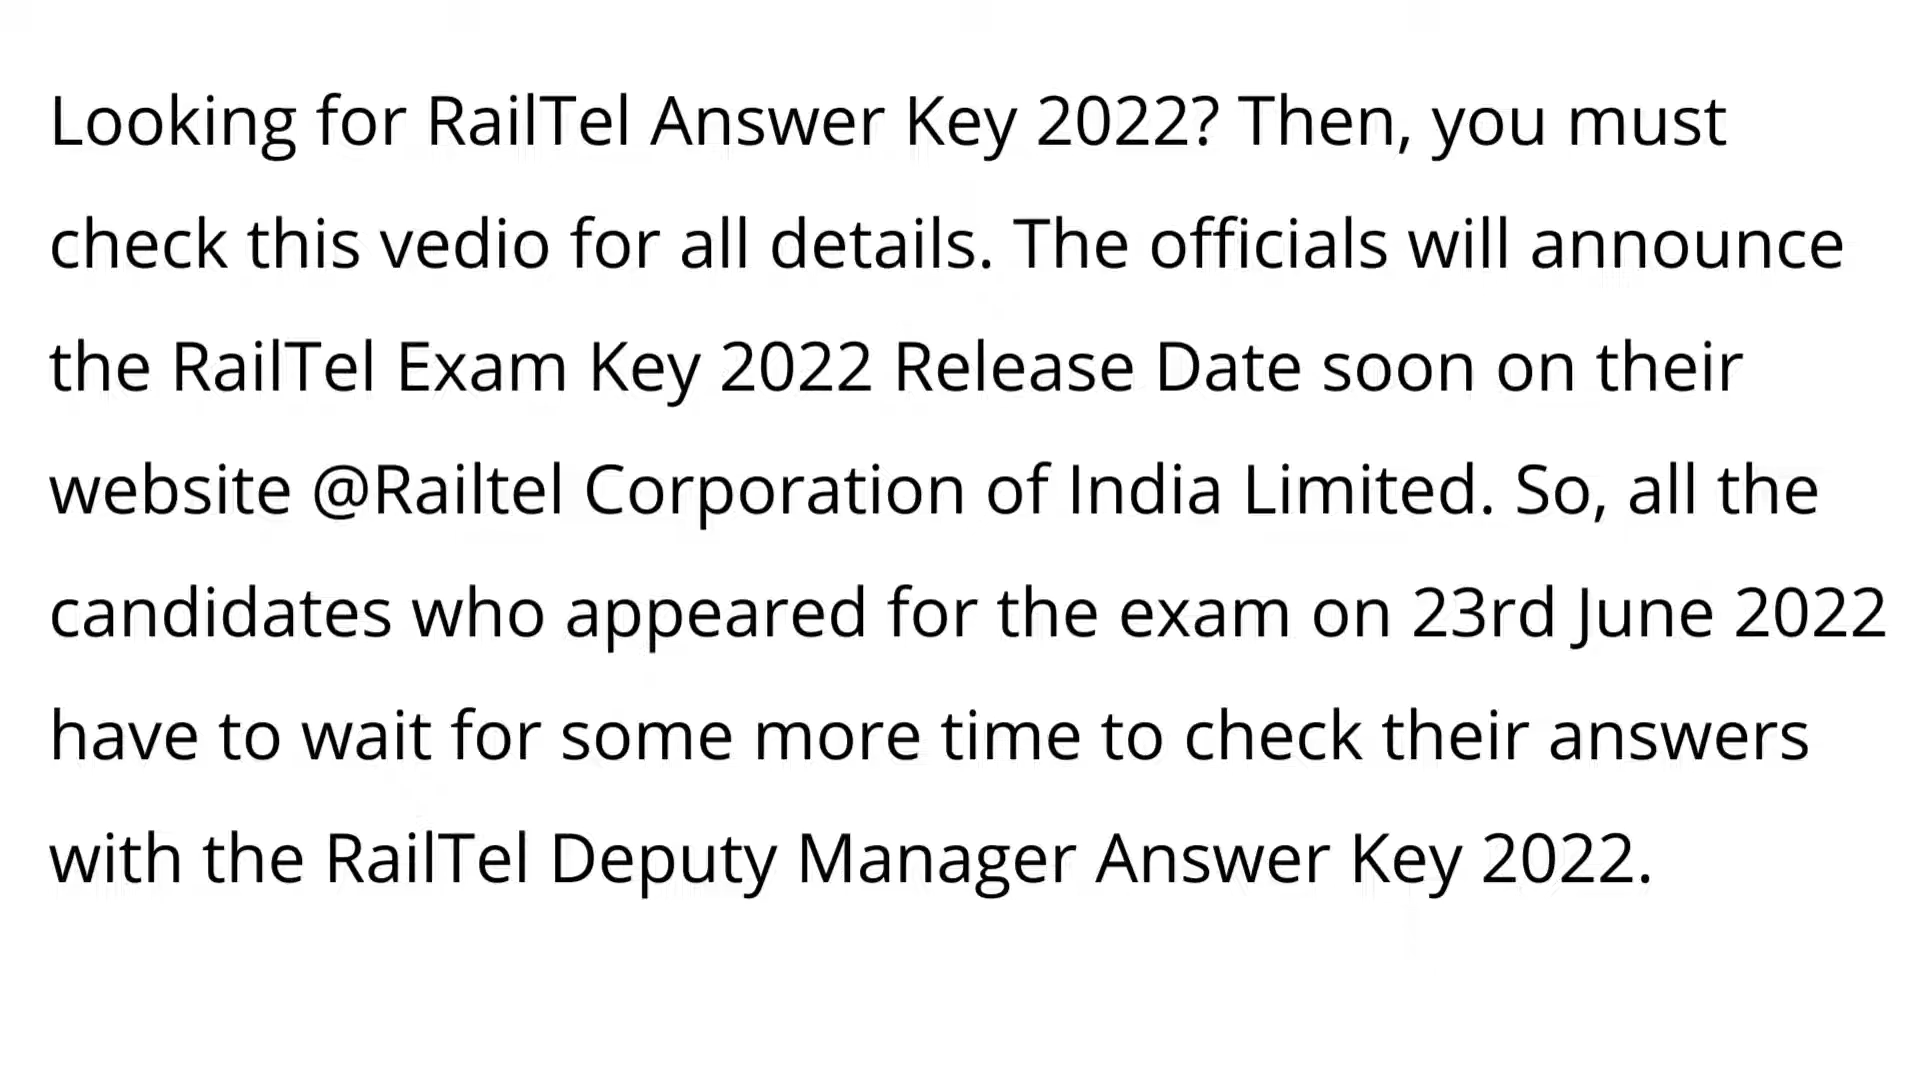 Looking for RailTel Answer Key 2022? Then, you must
check this vedio for all details. The officials will announce
the RailTel Exam Key 2022 Release Date soon on their
website @Railtel Corporation of India Limited. So, all the
candidates who appeared for the exam on 23rd June 2022
have to wait for some more time to check their answers
with the RailTel Deputy Manager Answer Key 2022.